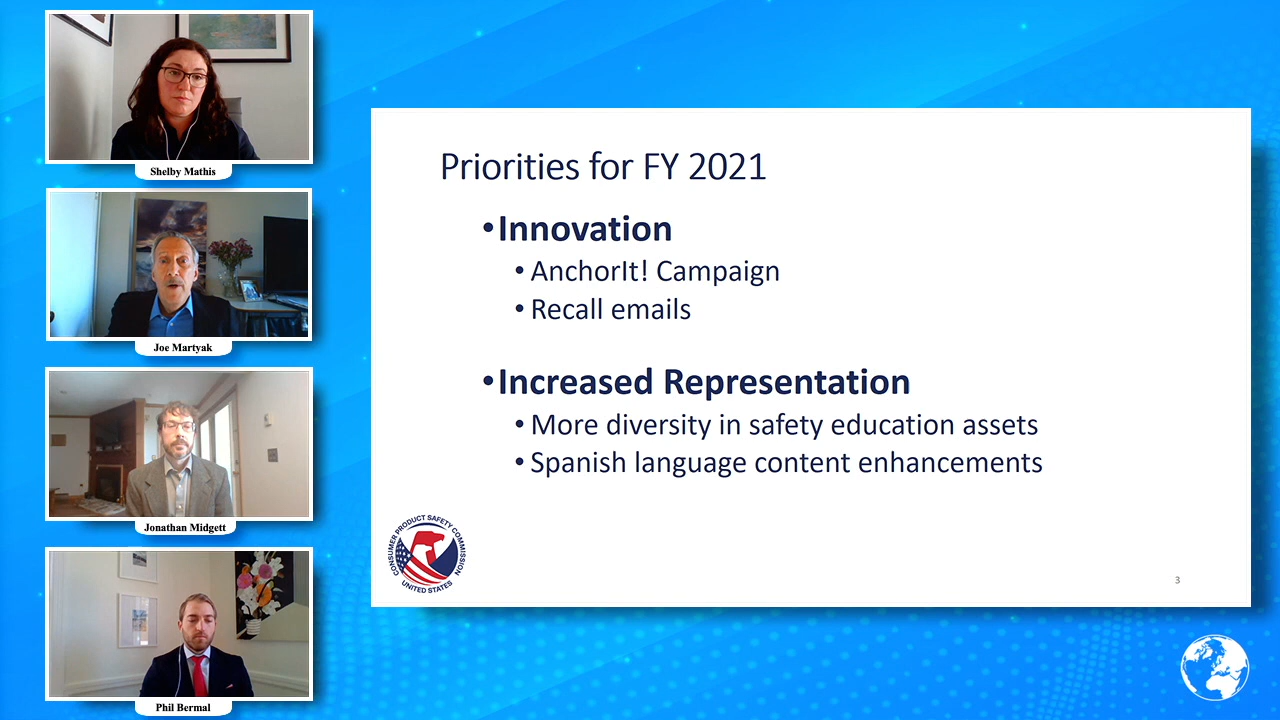 Shelby Mathis
Joe Martyak
Jonathan Midgett
Phil Bermal
Priorities for FY 2021
•Innovation
• AnchorIt! Campaign
• Recall emails
•Increased Representation
• More diversity in safety education assets
• Spanish language content enhancements
CONSUMER PRODUCT SAFETY COMMISSION
UNITED STATES
3